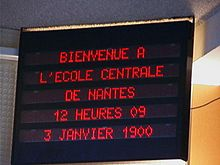 BIENVENUE A
L'ECOLE CENTRALE
DE NANTES
12 HEURES 09
3 JANVIER 1900